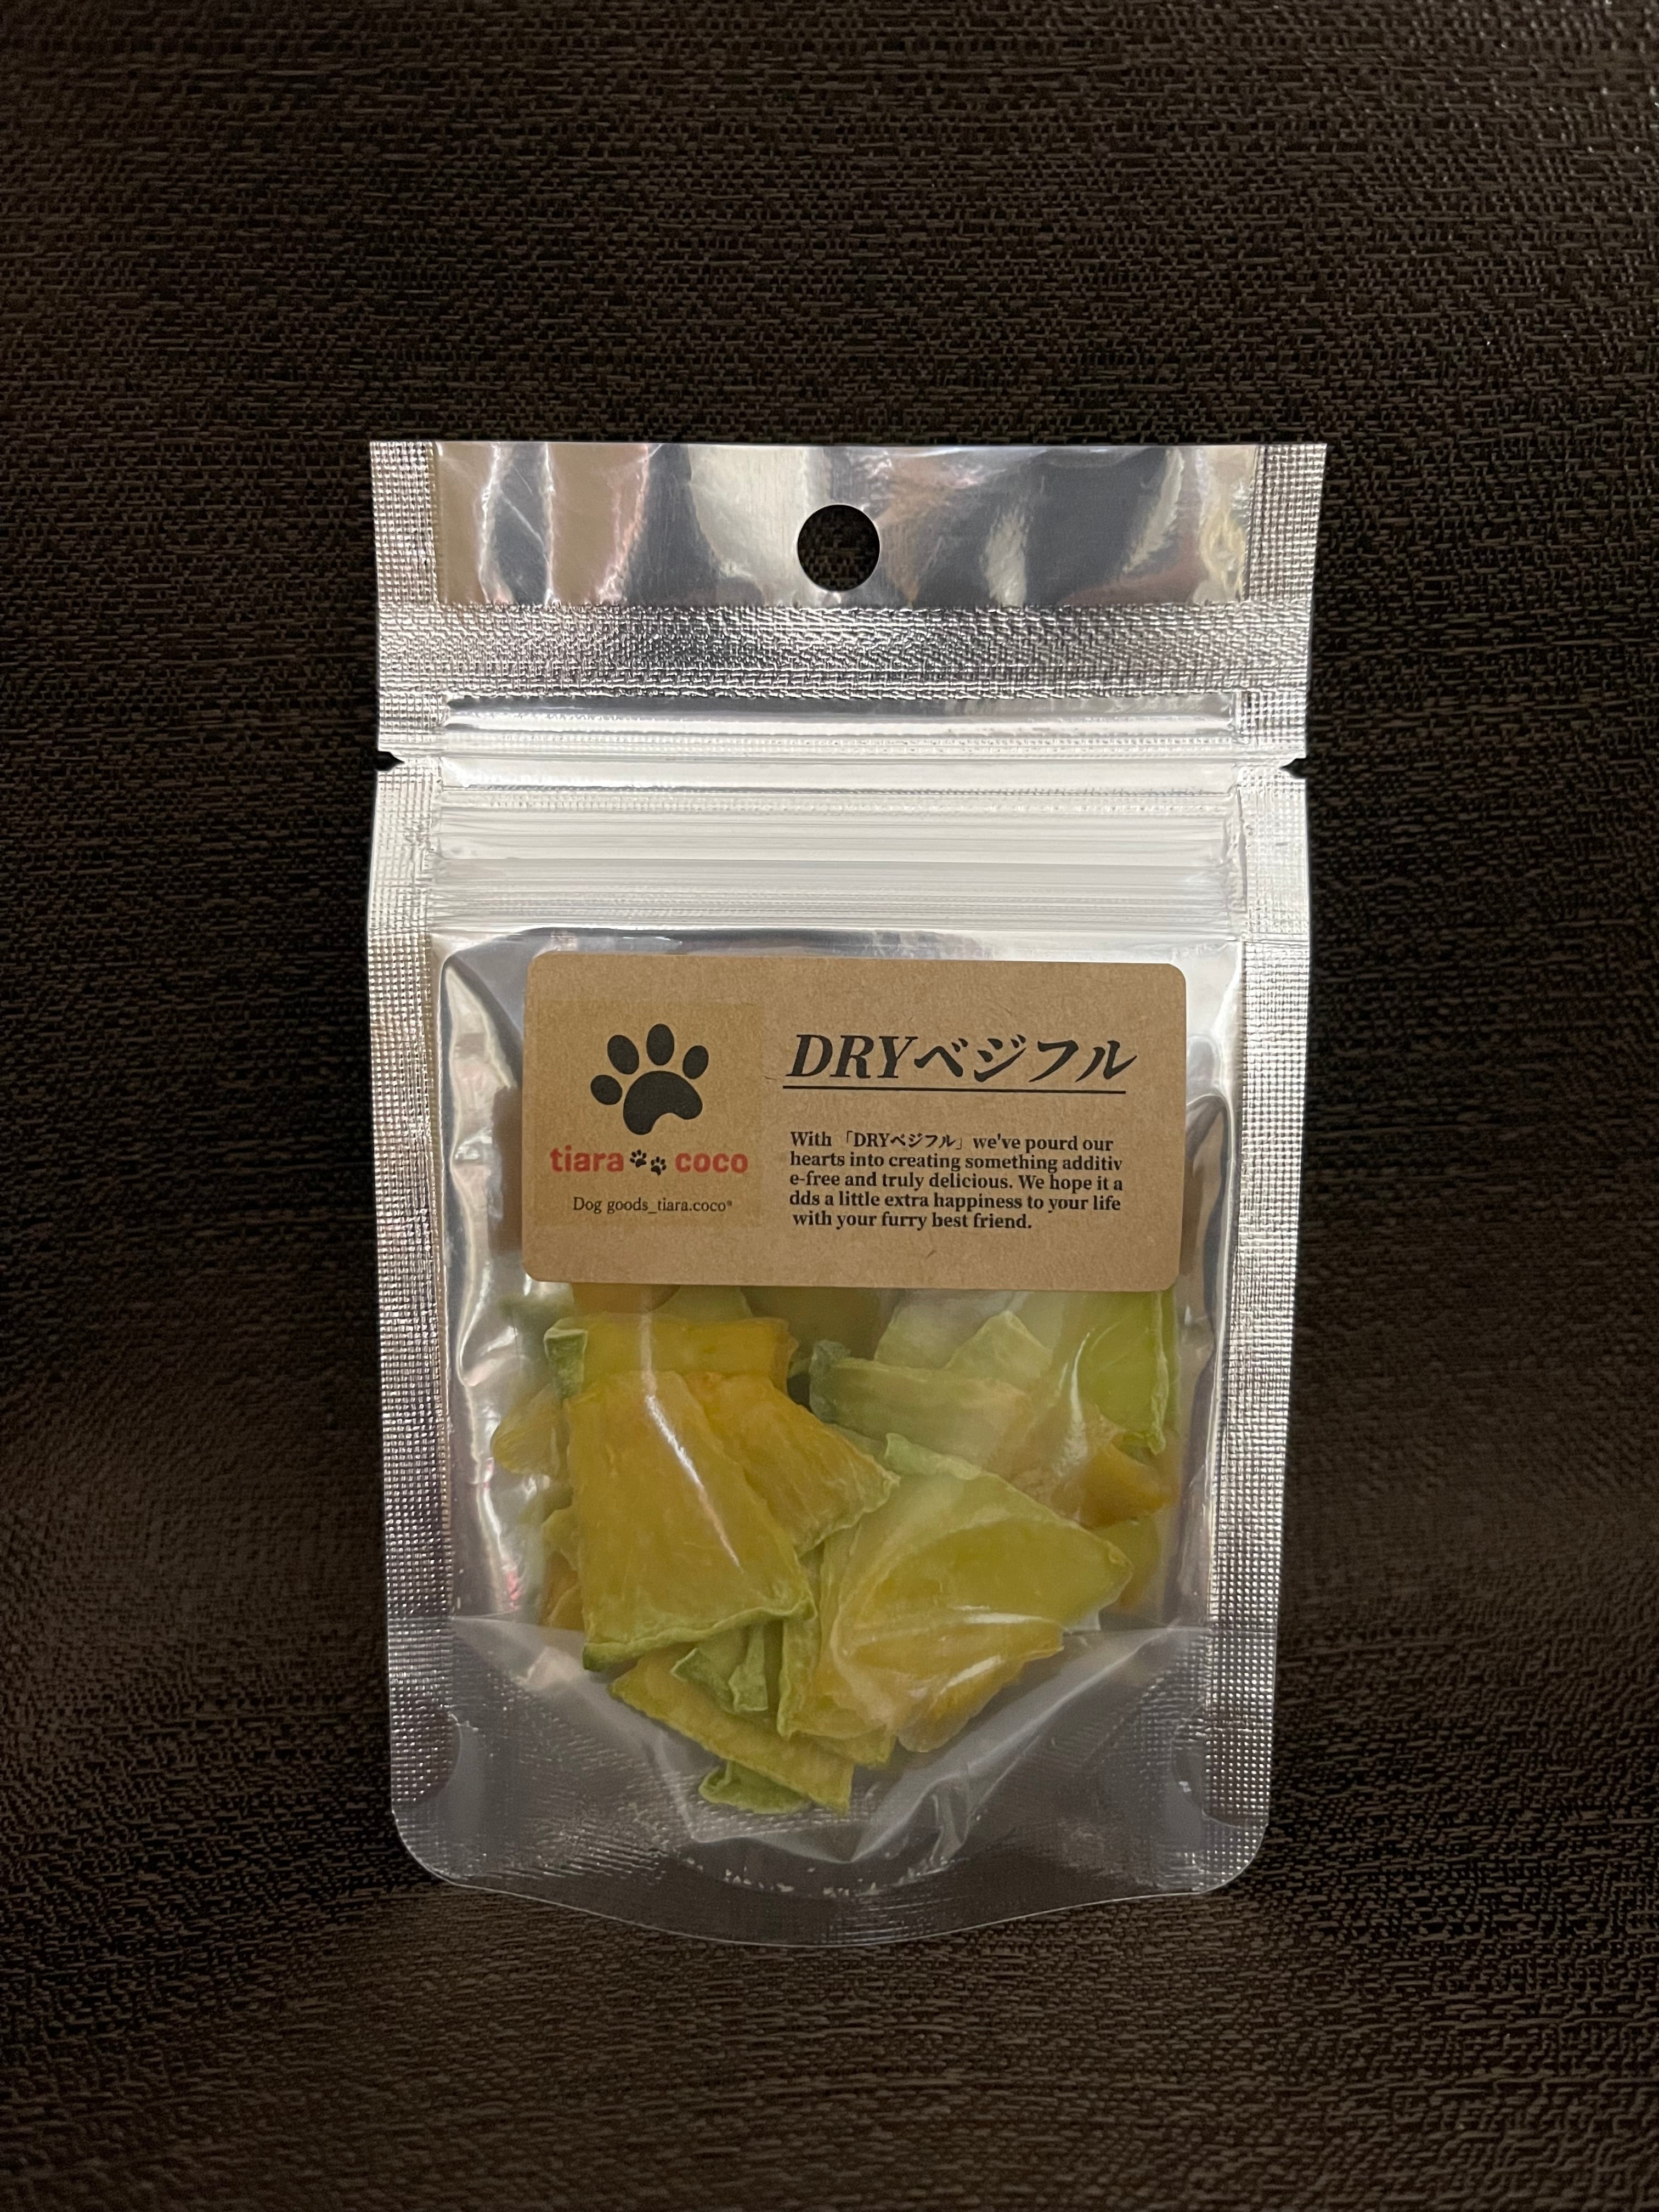 DRYベジフル
tiara coco
Dog goods_tiara.coco*
With 「DRYベジフル」 we've pourd our
hearts into creating something additiv
e-free and truly delicious. We hope it a
dds a little extra happiness to your life
with your furry best friend.